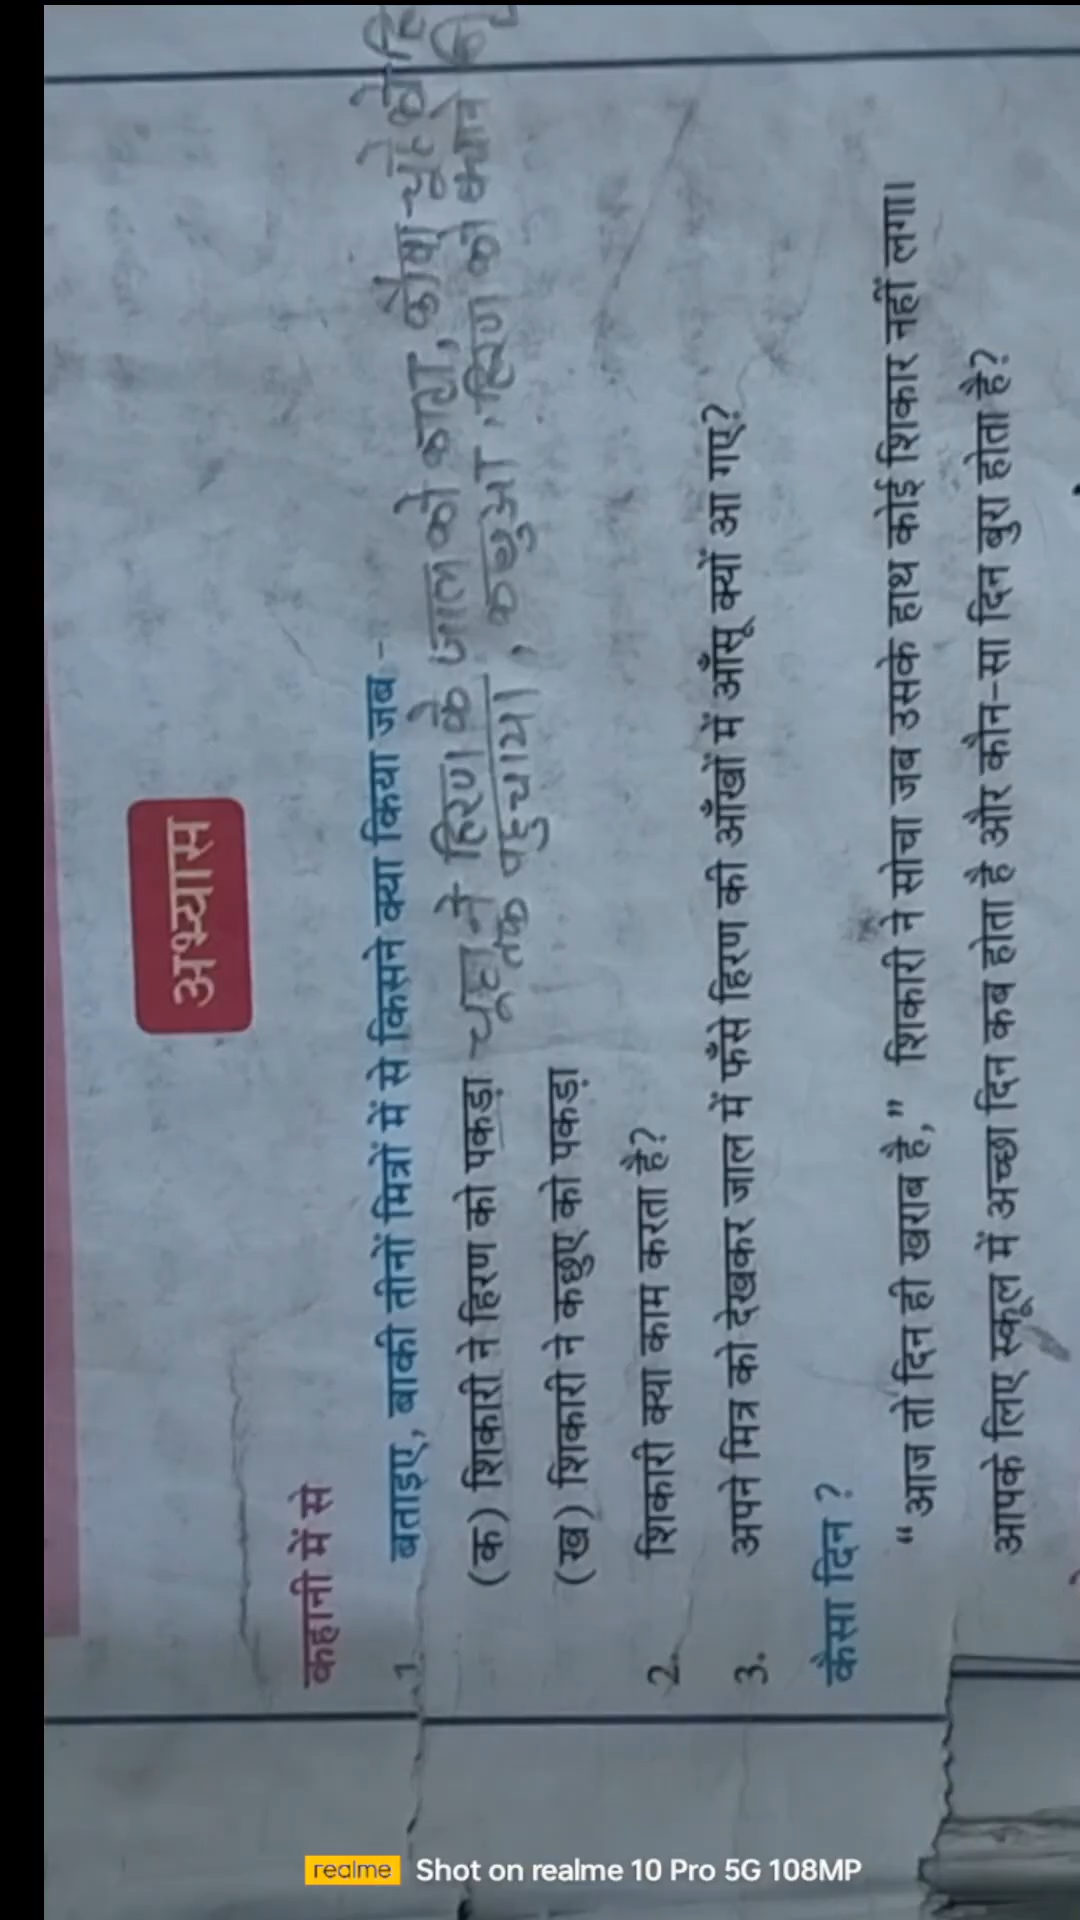 अभ्यास
कहानी में से
1. बताइए, बाकी तीनों मित्रों में से किसने क्या किया जब -
(क) शिकारी ने हिरण को पकड़ा चूहा ने हिरण के जाल को काटा, कौवा चूहे को
तक पहुचाया, कछुआ, हिरण को
(ख) शिकारी ने कछुए को पकड़ा
2. शिकारी क्या काम करता है?
3. अपने मित्र को देखकर जाल में फँसे हिरण की आँखों में आँसू क्यों आ गए?
कैसा दिन ?
“आज तो दिन ही खराब है,” शिकारी ने सोचा जब उसके हाथ कोई शिकार नहीं लगा।
आपके लिए स्कूल में अच्छा दिन कब होता है और कौन-सा दिन बुरा होता है?
realme Shot on realme 10 Pro 5G 108MP